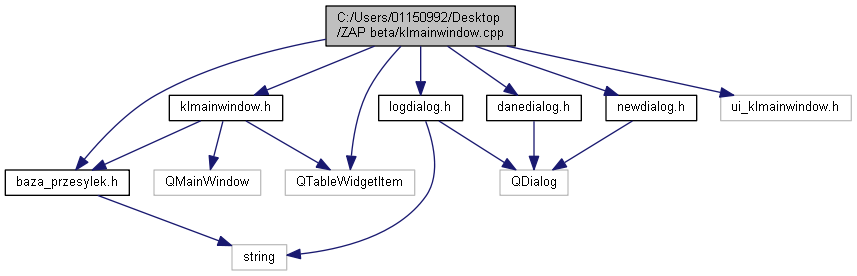 C:/Users/01150992/Desktop
/ZAP beta/klmainwindow.cpp
klmainwindow.h
logdialog.h
danedialog.h
newdialog.h
ui_klmainwindow.h
baza_przesylek.h
QMainWindow
QTableWidgetItem
QDialog
string